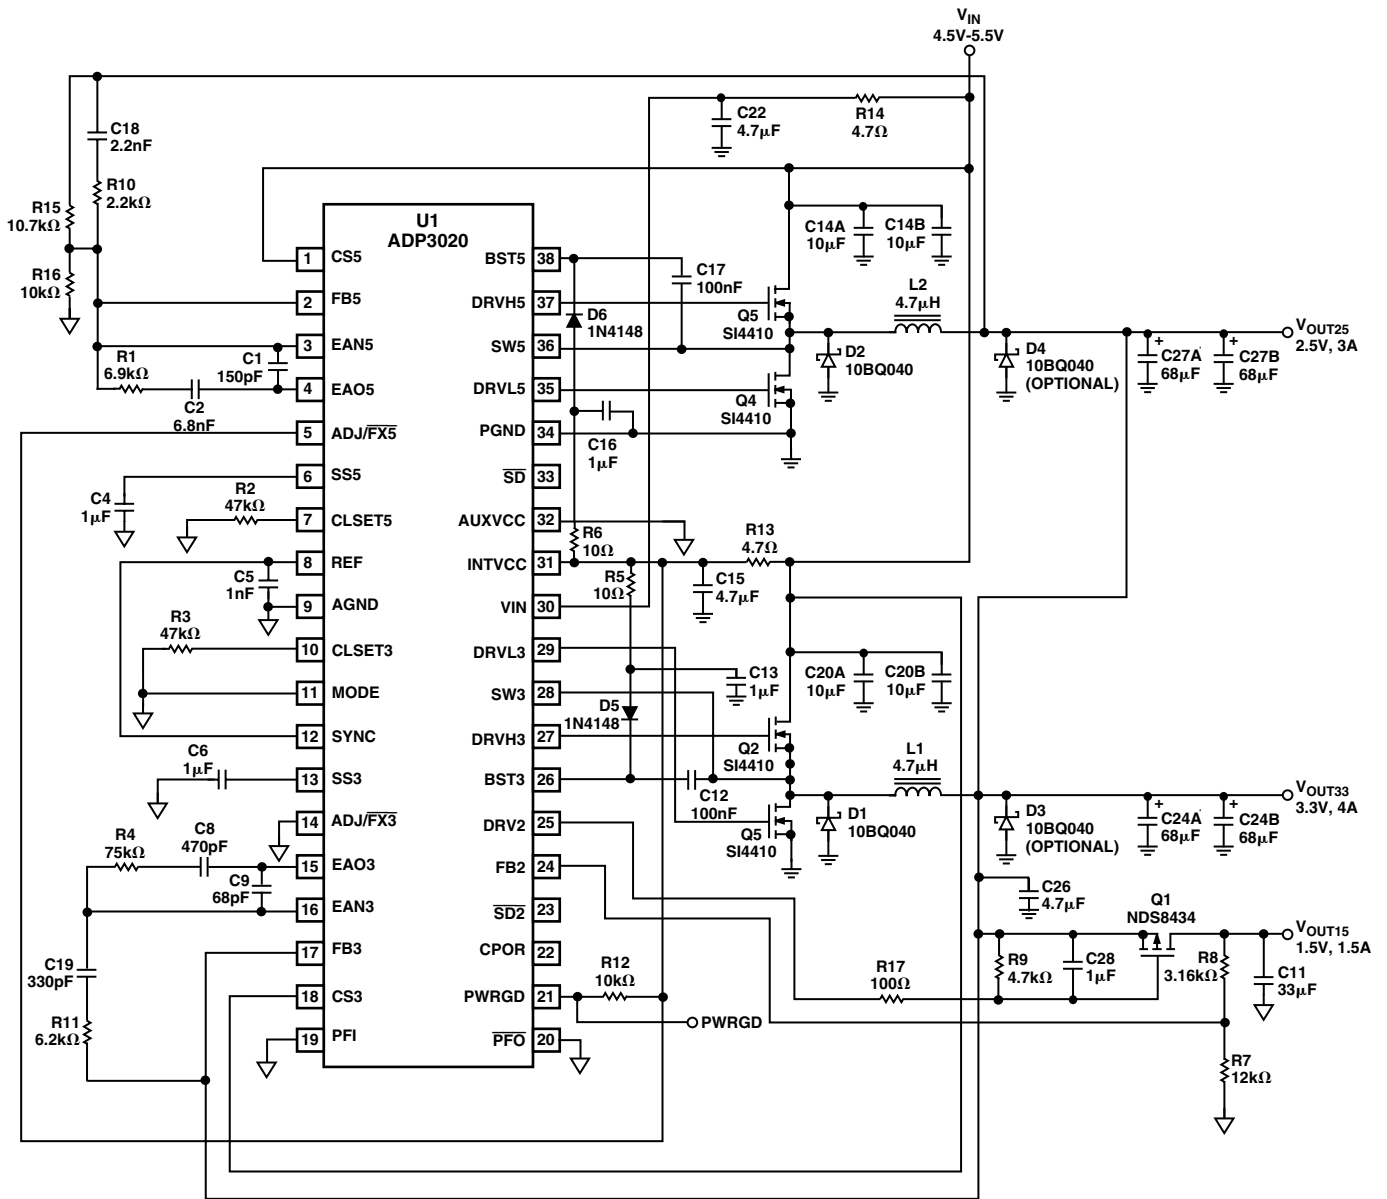 VIN
4.5V-5.5V
C18
2.2nF
R10
2.2kΩ
R15
10.7kΩ
R16
10kΩ
R1
6.9kΩ
C1
150pF
C2
6.8nF
C4
1μF
R2
47kΩ
C5
1nF
R3
47kΩ
C6
1μF
R4
75kΩ
C8
470pF
C9
68pF
C19
330pF
R11
6.2kΩ
U1
ADP3020
1 CS5
2 FB5
3 EAN5
4 EAO5
5 ADJ/FX5
6 SS5
7 CLSET5
8 REF
9 AGND
10 CLSET3
11 MODE
12 SYNC
13 SS3
14 ADJ/FX3
15 EAO3
16 EAN3
17 FB3
18 CS3
19 PFI
BST5 38
DRVH5 37
SW5 36
DRVL5 35
PGND 34
SD 33
AUXVCC 32
INTVCC 31
VIN 30
DRVL3 29
SW3 28
DRVH3 27
BST3 26
DRV2 25
FB2 24
SD2 23
CPOR 22
PWRGD 21
PFO 20
C22
4.7μF
R14
4.7Ω
C14A
10μF
C14B
10μF
C17
100nF
D6
1N4148
Q5
SI4410
L2
4.7μH
D2
10BQ040
D4
10BQ040
(OPTIONAL)
C27A
68μF
C27B
68μF
VOUT25
2.5V, 3A
Q4
SI4410
C16
1μF
R6
10Ω
R5
10Ω
R13
4.7Ω
C15
4.7μF
C13
1μF
D5
1N4148
C20A
10μF
C20B
10μF
Q2
SI4410
L1
4.7μH
C12
100nF
Q5
SI4410
D1
10BQ040
D3
10BQ040
(OPTIONAL)
C24A
68μF
C24B
68μF
VOUT33
3.3V, 4A
C26
4.7μF
Q1
NDS8434
VOUT15
1.5V, 1.5A
R9
4.7kΩ
C28
1μF
R8
3.16kΩ
C11
33μF
R17
100Ω
R12
10kΩ
PWRGD
R7
12kΩ